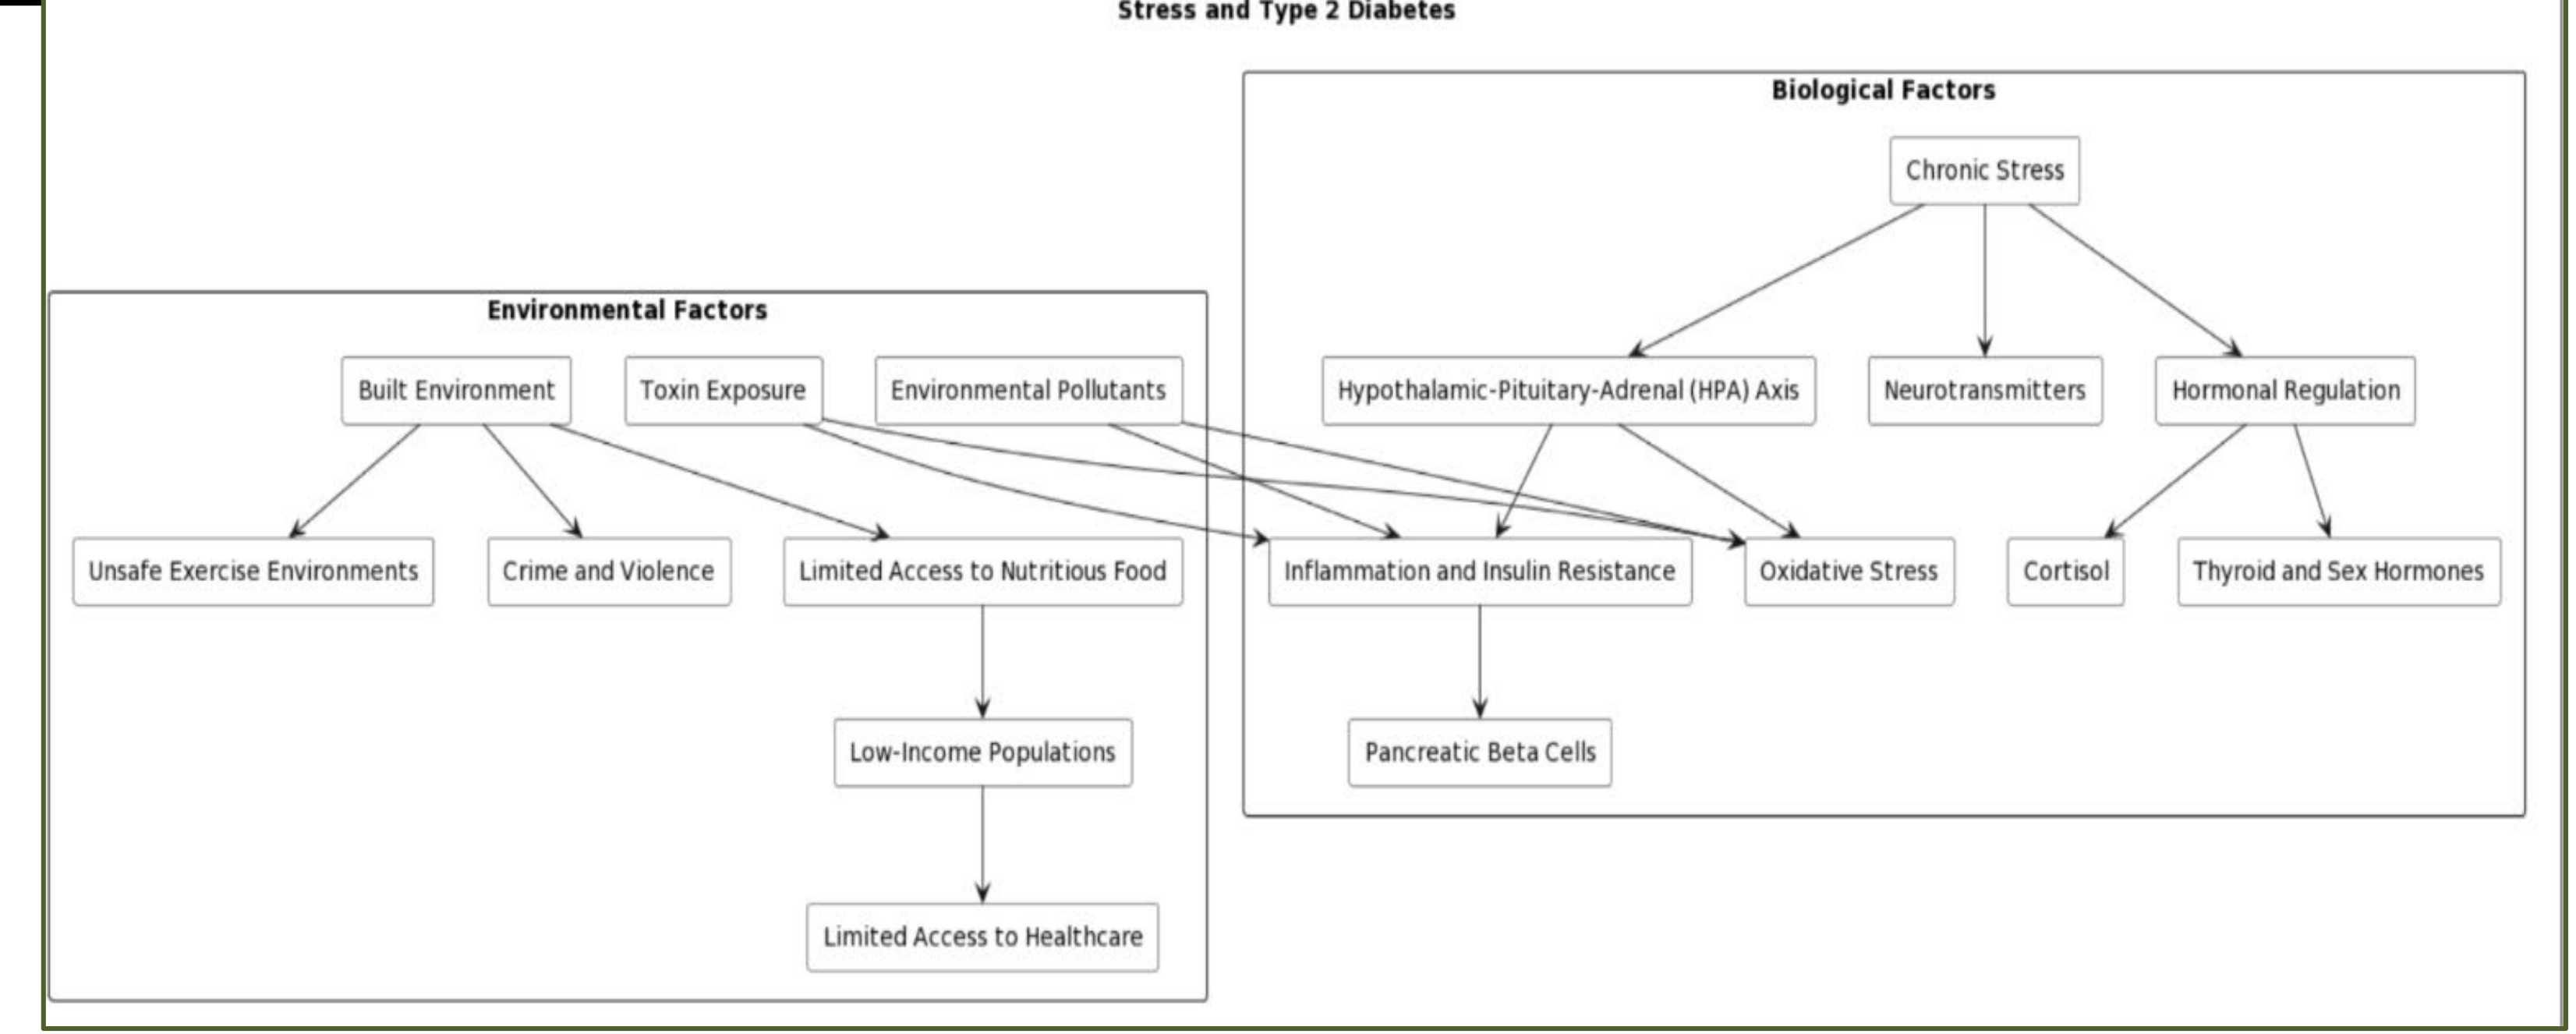 Stress and Type 2 Diabetes
Biological Factors
Chronic Stress
Environmental Factors
Built Environment
Toxin Exposure
Environmental Pollutants
Hypothalamic-Pituitary-Adrenal (HPA) Axis
Neurotransmitters
Hormonal Regulation
Unsafe Exercise Environments
Crime and Violence
Limited Access to Nutritious Food
Inflammation and Insulin Resistance
Oxidative Stress
Cortisol
Thyroid and Sex Hormones
Low-Income Populations
Pancreatic Beta Cells
Limited Access to Healthcare